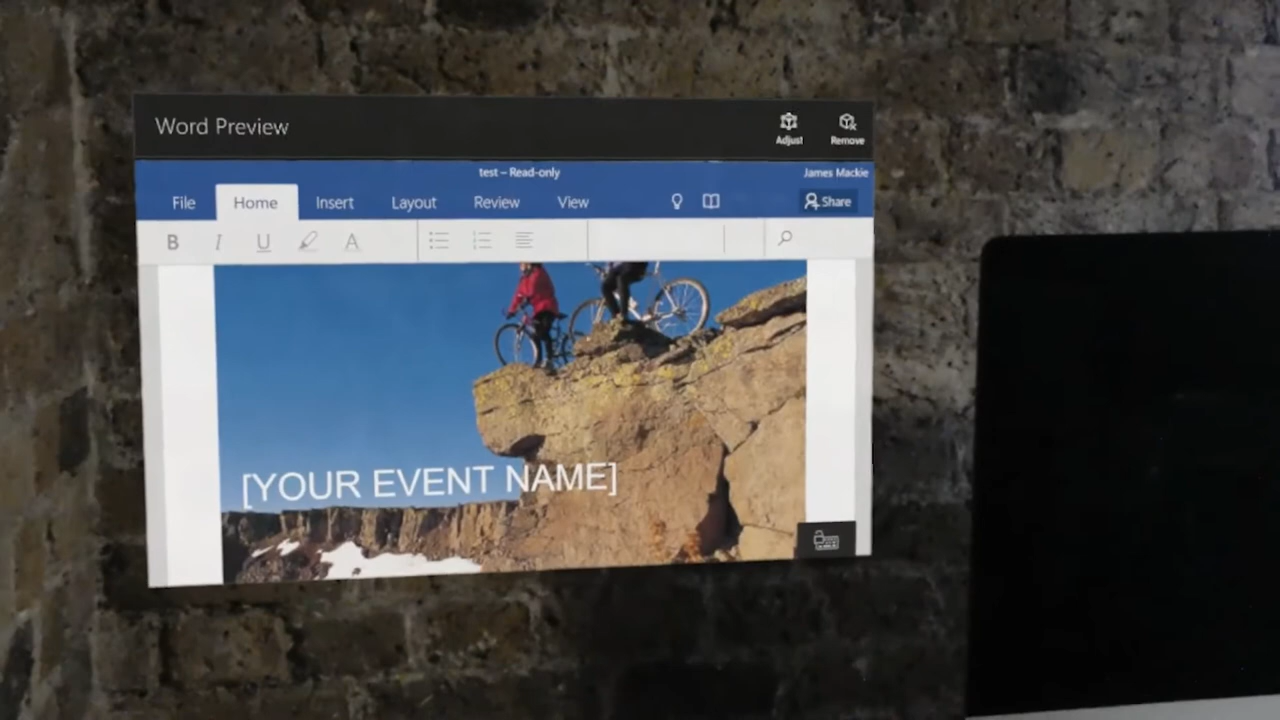 Word Preview
Adjust
Remove
test – Read-only
James Mackie
File
Home
Insert
Layout
Review
View
Share
B I U A
[YOUR EVENT NAME]